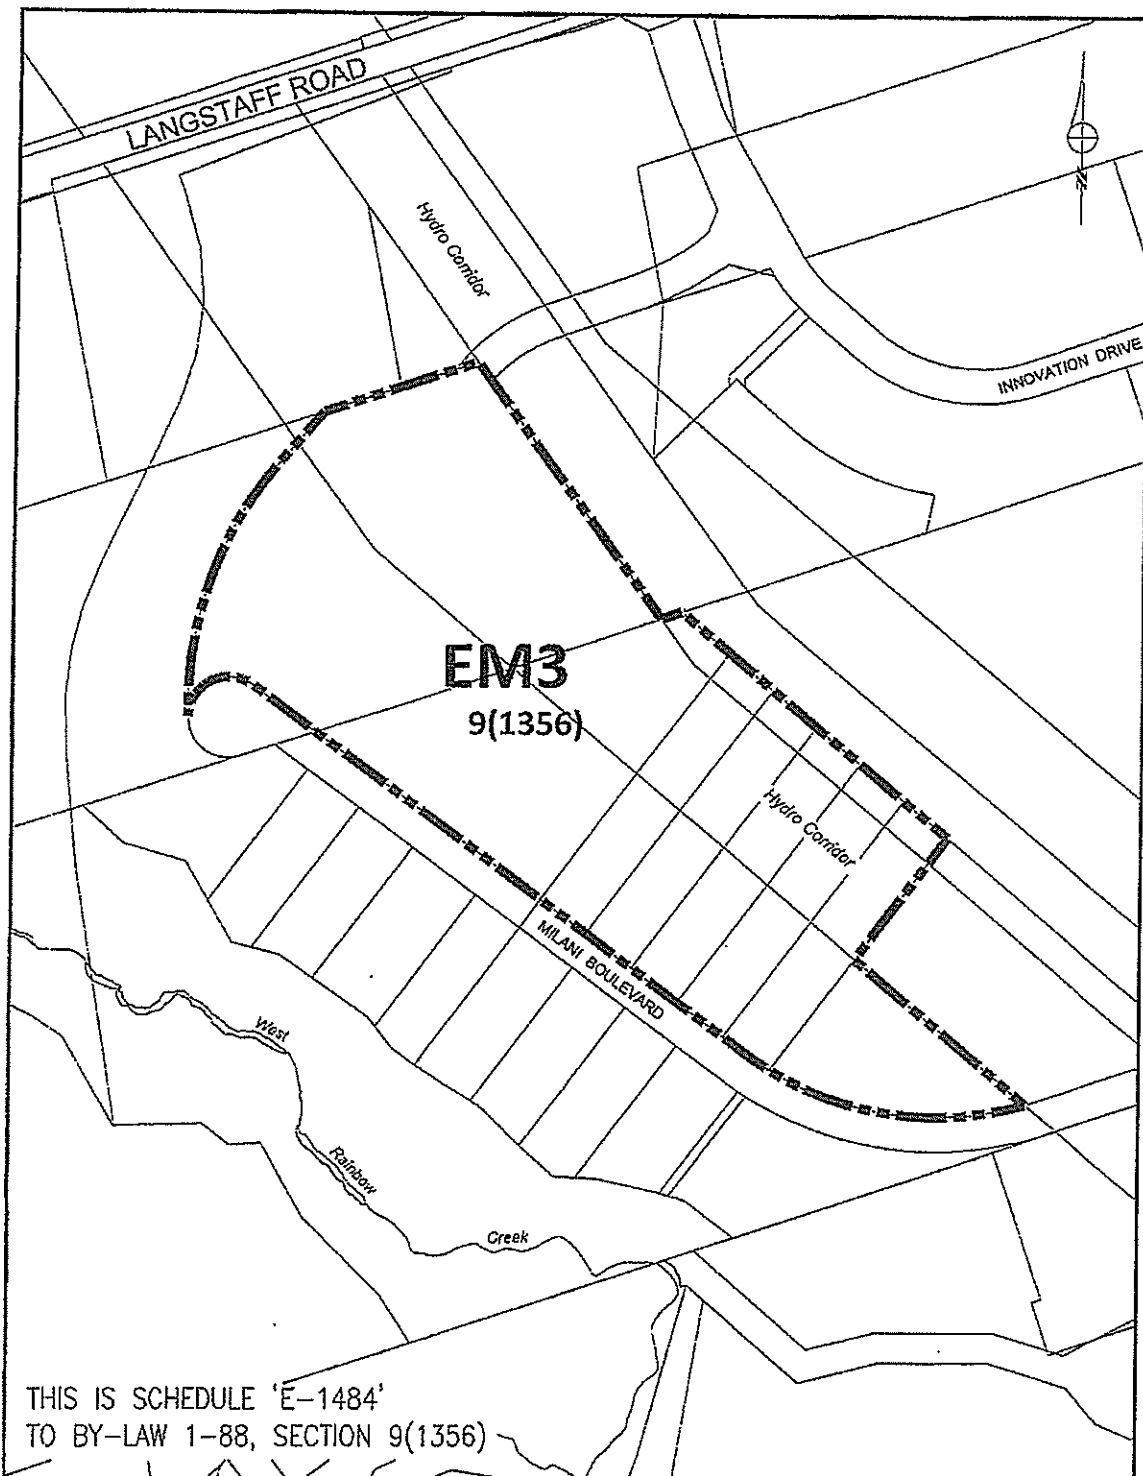 LANGSTAFF ROAD
Hydro Corridor
N
INNOVATION DRIVE
EM3
9(1356)
Hydro Corridor
MILANI BOULEVARD
West
Rainbow
Creek
THIS IS SCHEDULE 'E-1484'
TO BY-LAW 1-88, SECTION 9(1356)